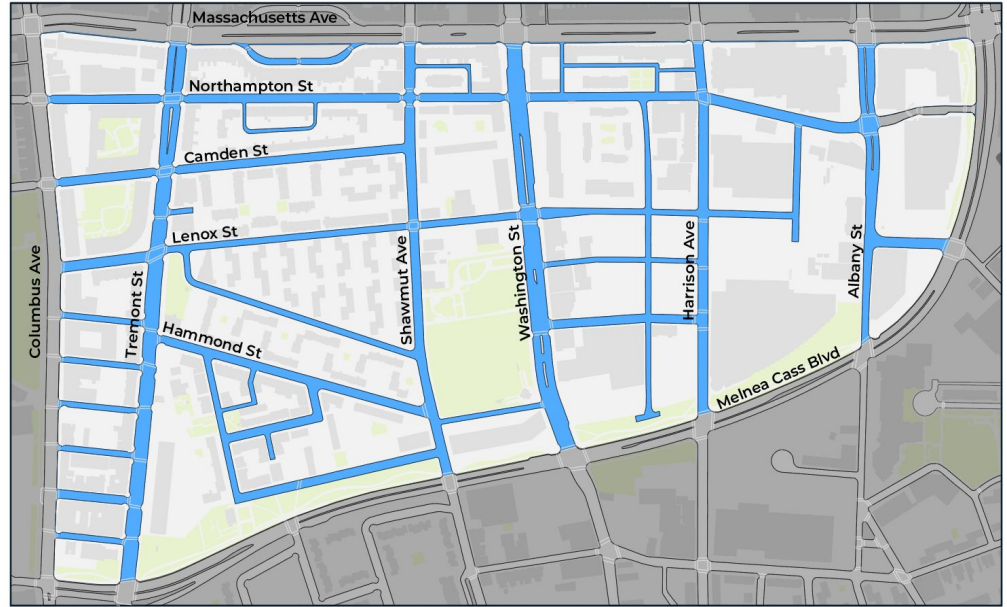 Massachusetts Ave
Northampton St
Camden St
Lenox St
Hammond St
Columbus Ave
Tremont St
Shawmut Ave
Washington St
Harrison Ave
Albany St
Melnea Cass Blvd